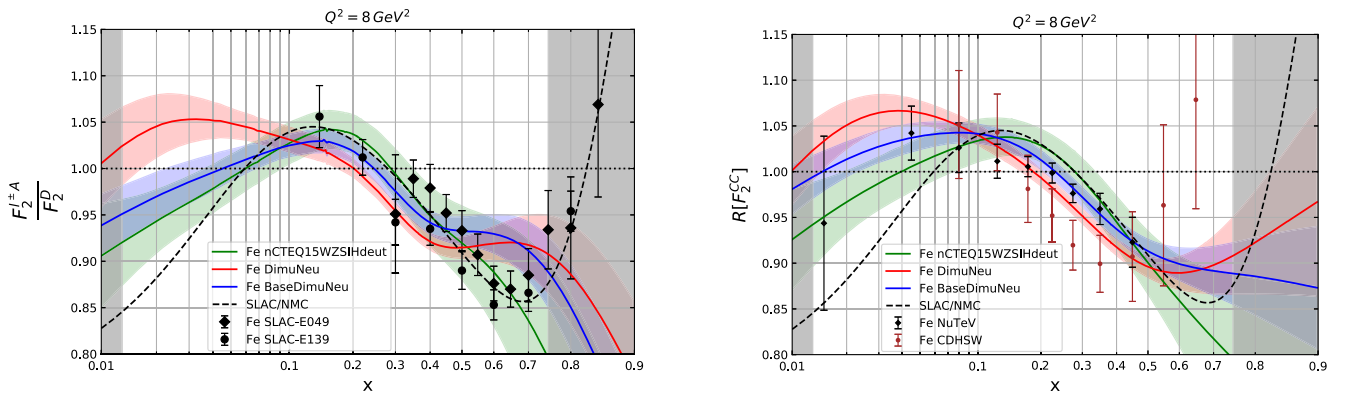 Q² = 8 GeV²
1.15
1.10
1.05
1.00
0.95
0.90
0.85
0.80
F₂^{l± A}
F₂^D
Fe nCTEQ15WZSIHdeut
Fe DimuNeu
Fe BaseDimuNeu
SLAC/NMC
Fe SLAC-E049
Fe SLAC-E139
0.01 0.1 0.2 0.3 0.4 0.5 0.6 0.7 0.8 0.9
x
Q² = 8 GeV²
1.15
1.10
1.05
1.00
0.95
0.90
0.85
0.80
R[F₂^{CC}]
Fe nCTEQ15WZSIHdeut
Fe DimuNeu
Fe BaseDimuNeu
SLAC/NMC
Fe NuTeV
Fe CDHSW
0.01 0.1 0.2 0.3 0.4 0.5 0.6 0.7 0.9
x